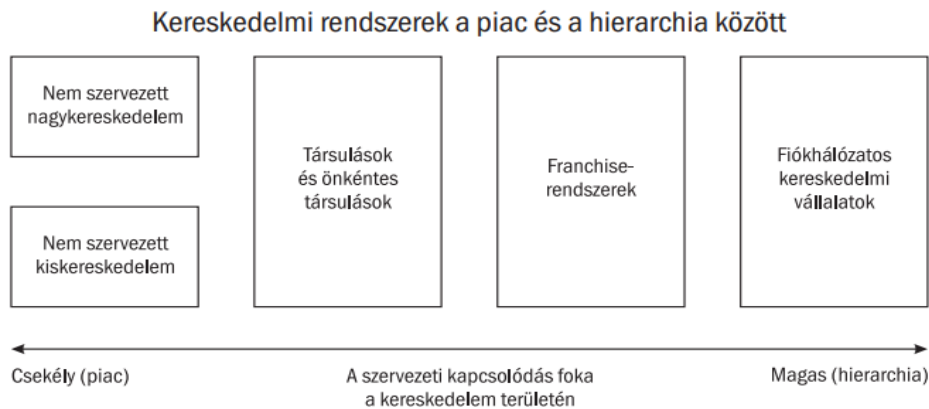 Kereskedelmi rendszerek a piac és a hierarchia között
Nem szervezett
nagykereskedelem
Nem szervezett
kiskereskedelem
Társulások
és önkéntes
társulások
Franchise-
rendszerek
Fiókhálózatos
kereskedelmi
vállalatok
Csekély (piac)
A szervezeti kapcsolódás foka
a kereskedelem területén
Magas (hierarchia)